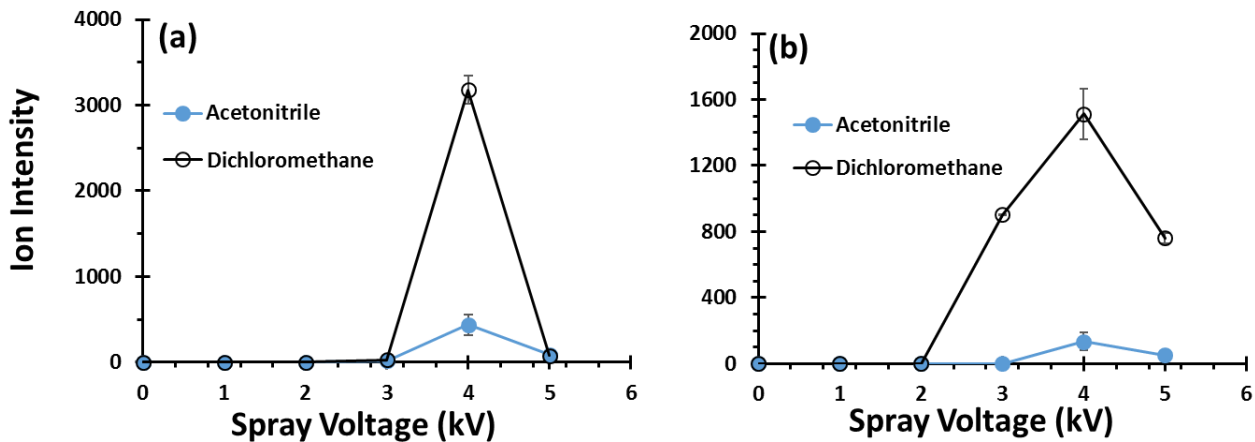 (a)
4000
3000
2000
1000
0
Ion Intensity
Acetonitrile
Dichloromethane
0 1 2 3 4 5 6
Spray Voltage (kV)
(b)
2000
1600
1200
800
400
0
Acetonitrile
Dichloromethane
0 1 2 3 4 5 6
Spray Voltage (kV)